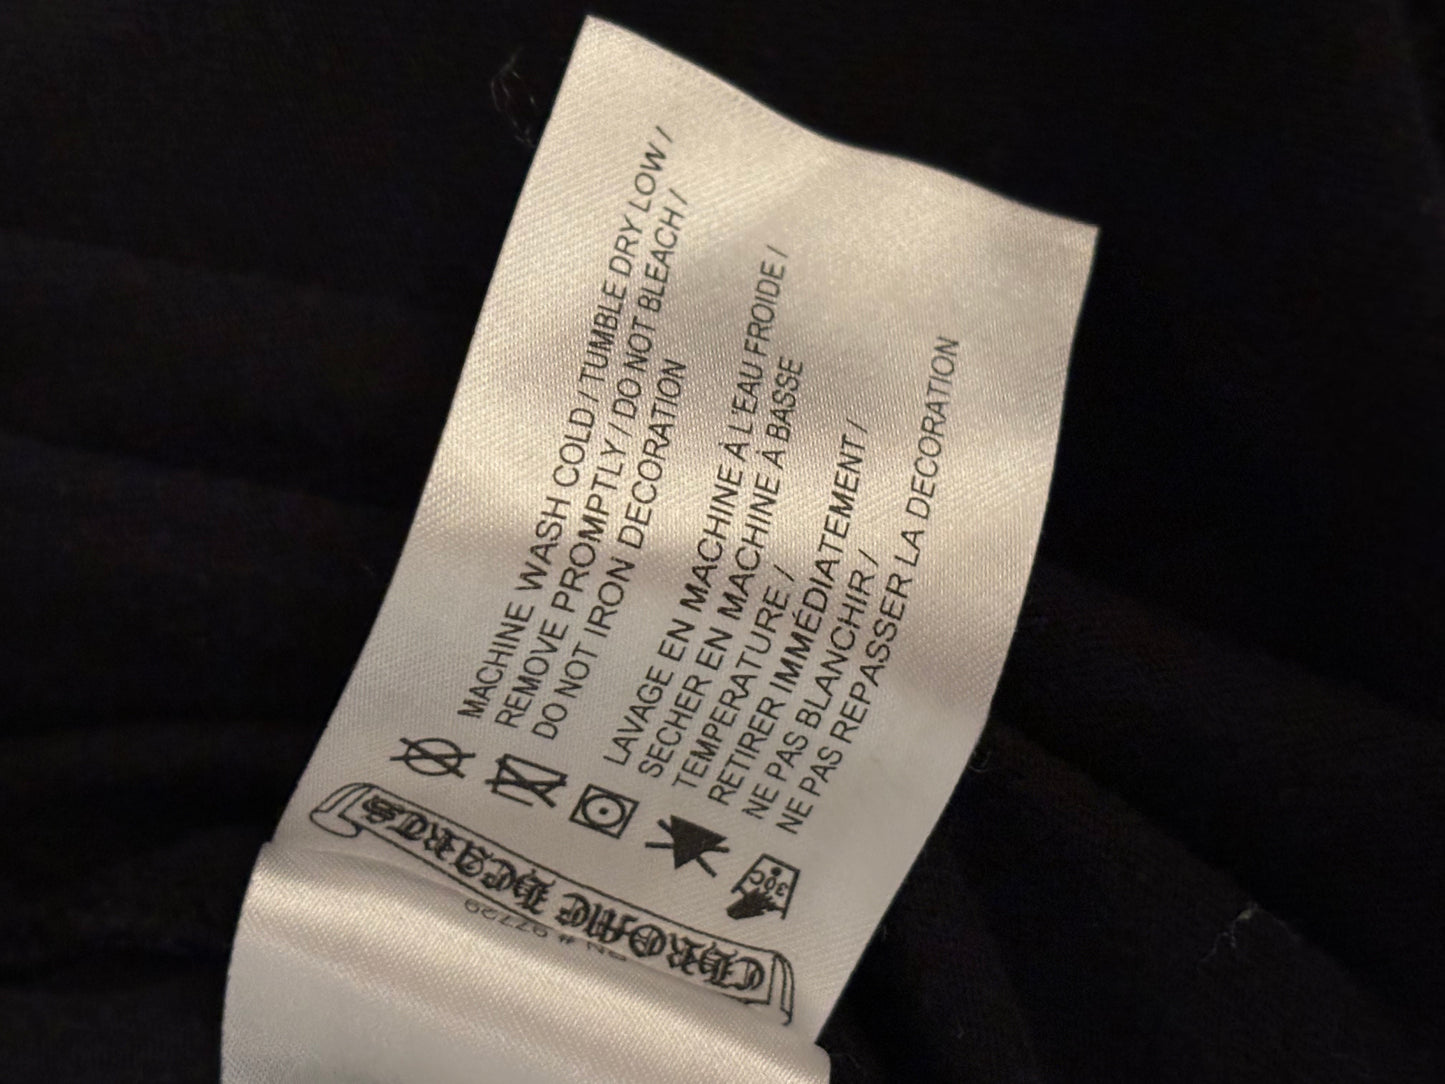 MACHINE WASH COLD / TUMBLE DRY LOW /
REMOVE PROMPTLY / DO NOT BLEACH /
DO NOT IRON DECORATION
LAVAGE EN MACHINE À L'EAU FROIDE /
SECHER EN MACHINE À BASSE
TEMPERATURE /
RETIRER IMMÉDIATEMENT /
NE PAS BLANCHIR /
NE PAS REPASSER LA DECORATION
30C
CHROME HEARTS
RN # 97729